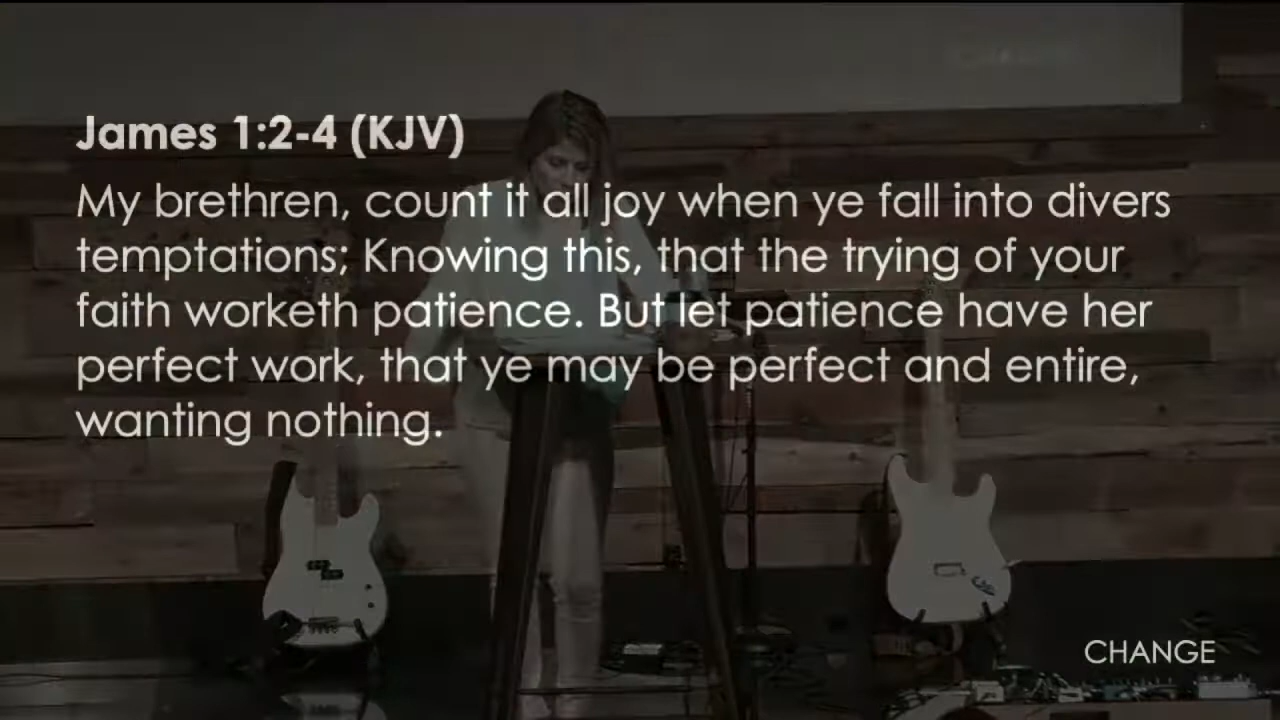 James 1:2-4 (KJV)
My brethren, count it all joy when ye fall into divers
temptations; Knowing this, that the trying of your
faith worketh patience. But let patience have her
perfect work, that ye may be perfect and entire,
wanting nothing.
CHANGE